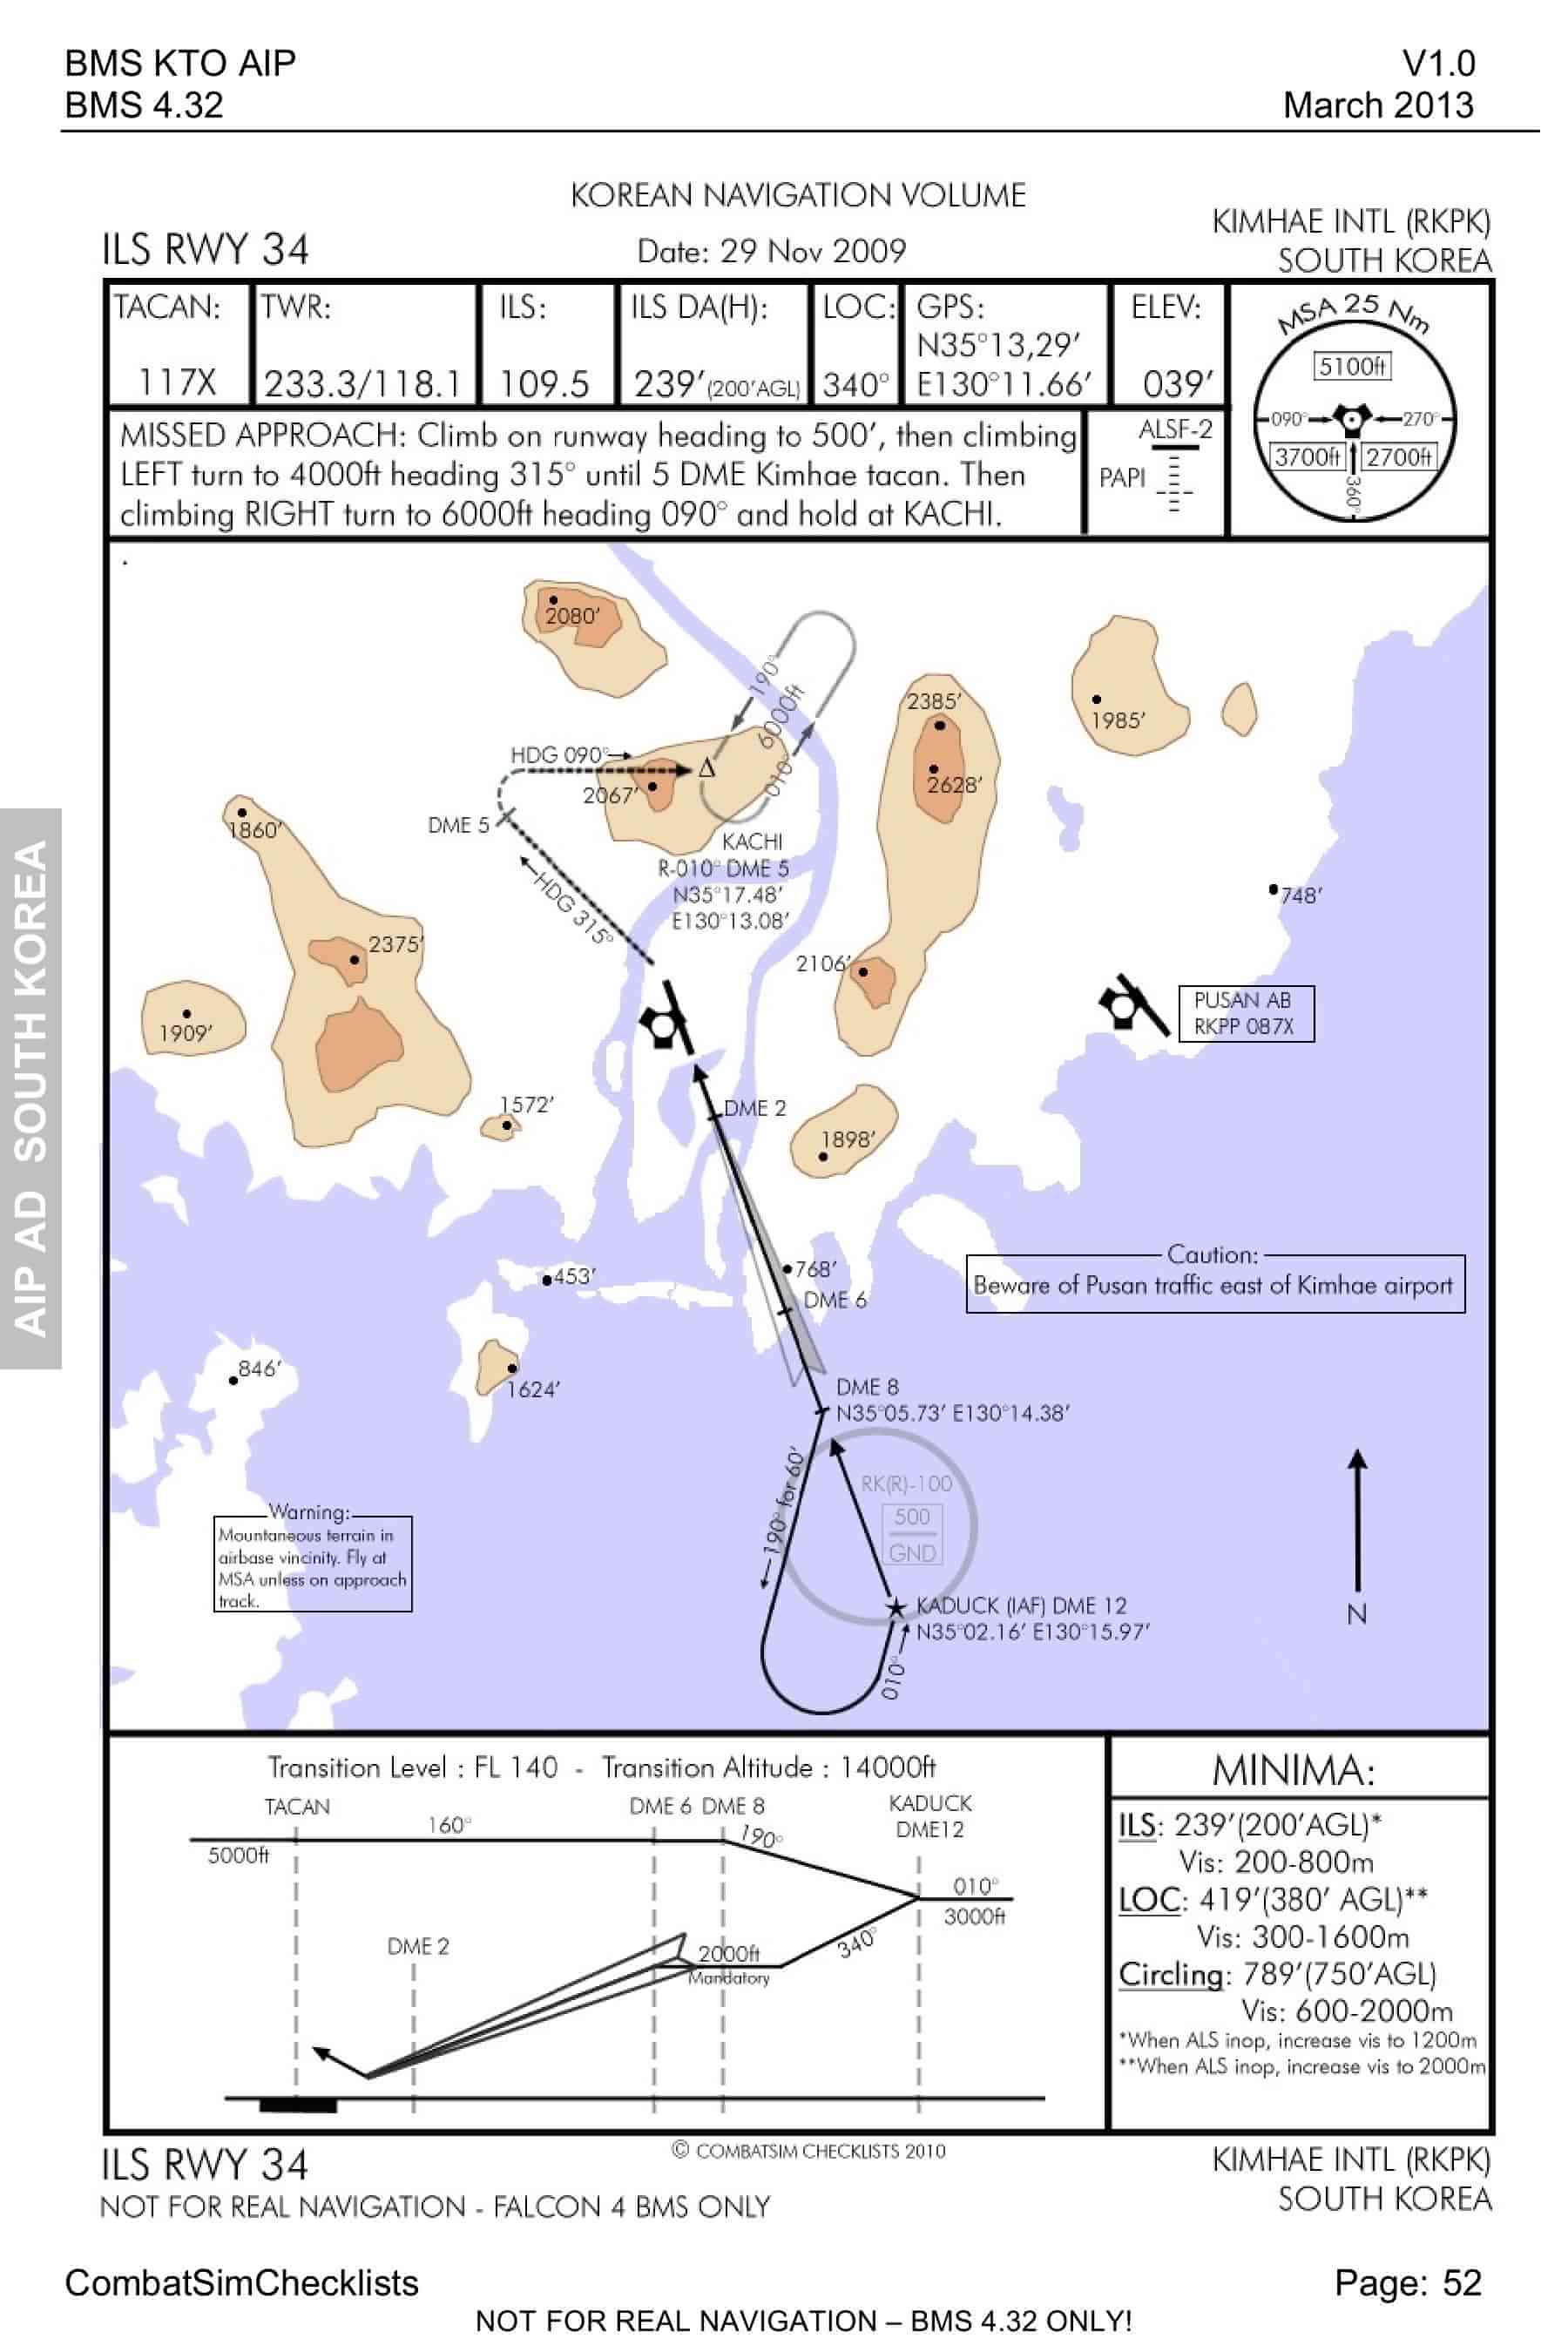 BMS KTO AIP
V1.0
BMS 4.32
March 2013
KOREAN NAVIGATION VOLUME
KIMHAE INTL (RKPK)
ILS RWY 34
Date: 29 Nov 2009
SOUTH KOREA
TACAN:
117X
TWR:
233.3/118.1
ILS:
109.5
ILS DA(H):
239′(200′AGL)
LOC:
340°
GPS:
N35°13,29′
E130°11.66′
ELEV:
039′
MSA 25 Nm
5100ft
090°
270°
3700ft
2700ft
360°
MISSED APPROACH: Climb on runway heading to 500′, then climbing
LEFT turn to 4000ft heading 315° until 5 DME Kimhae tacan. Then
climbing RIGHT turn to 6000ft heading 090° and hold at KACHI.
ALSF-2
PAPI
2080′
190°
6000ft
010°
2385′
2628′
1985′
HDG 090°
2067′
DME 5
1860′
KACHI
R-010° DME 5
N35°17.48′
E130°13.08′
HDG 315°
748′
2375′
2106′
1909′
PUSAN AB
RKPP 087X
1572′
DME 2
1898′
453′
768′
DME 6
Caution:
Beware of Pusan traffic east of Kimhae airport
846′
1624′
DME 8
N35°05.73′ E130°14.38′
190° for 60′
RK(R)-100
500
GND
Warning:
Mountaneous terrain in
airbase vincinity. Fly at
MSA unless on approach
track.
KADUCK (IAF) DME 12
N35°02.16′ E130°15.97′
010°
N
AIP AD SOUTH KOREA
Transition Level : FL 140 - Transition Altitude : 14000ft
TACAN
DME 6 DME 8
KADUCK
DME12
160°
190°
5000ft
010°
3000ft
DME 2
2000ft
Mandatory
340°
MINIMA:
ILS: 239′(200′AGL)*
Vis: 200-800m
LOC: 419′(380′ AGL)**
Vis: 300-1600m
Circling: 789′(750′AGL)
Vis: 600-2000m
*When ALS inop, increase vis to 1200m
**When ALS inop, increase vis to 2000m
© COMBATSIM CHECKLISTS 2010
ILS RWY 34
KIMHAE INTL (RKPK)
NOT FOR REAL NAVIGATION - FALCON 4 BMS ONLY
SOUTH KOREA
CombatSimChecklists
Page: 52
NOT FOR REAL NAVIGATION – BMS 4.32 ONLY!